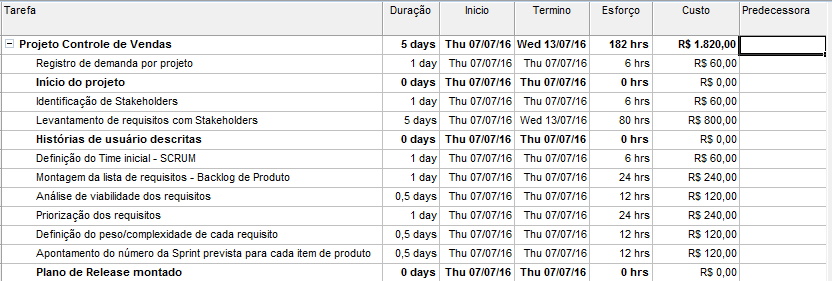 Tarefa Duração Inicio Termino Esforço Custo Predecessora
Projeto Controle de Vendas 5 days Thu 07/07/16 Wed 13/07/16 182 hrs R$ 1.820,00
Registro de demanda por projeto 1 day Thu 07/07/16 Thu 07/07/16 6 hrs R$ 60,00
Início do projeto 0 days Thu 07/07/16 Thu 07/07/16 0 hrs R$ 0,00
Identificação de Stakeholders 1 day Thu 07/07/16 Thu 07/07/16 6 hrs R$ 60,00
Levantamento de requisitos com Stakeholders 5 days Thu 07/07/16 Wed 13/07/16 80 hrs R$ 800,00
Histórias de usuário descritas 0 days Thu 07/07/16 Thu 07/07/16 0 hrs R$ 0,00
Definição do Time inicial - SCRUM 1 day Thu 07/07/16 Thu 07/07/16 6 hrs R$ 60,00
Montagem da lista de requisitos - Backlog de Produto 1 day Thu 07/07/16 Thu 07/07/16 24 hrs R$ 240,00
Análise de viabilidade dos requisitos 0,5 days Thu 07/07/16 Thu 07/07/16 12 hrs R$ 120,00
Priorização dos requisitos 1 day Thu 07/07/16 Thu 07/07/16 24 hrs R$ 240,00
Definição do peso/complexidade de cada requisito 0,5 days Thu 07/07/16 Thu 07/07/16 12 hrs R$ 120,00
Apontamento do número da Sprint prevista para cada item de produto 0,5 days Thu 07/07/16 Thu 07/07/16 12 hrs R$ 120,00
Plano de Release montado 0 days Thu 07/07/16 Thu 07/07/16 0 hrs R$ 0,00